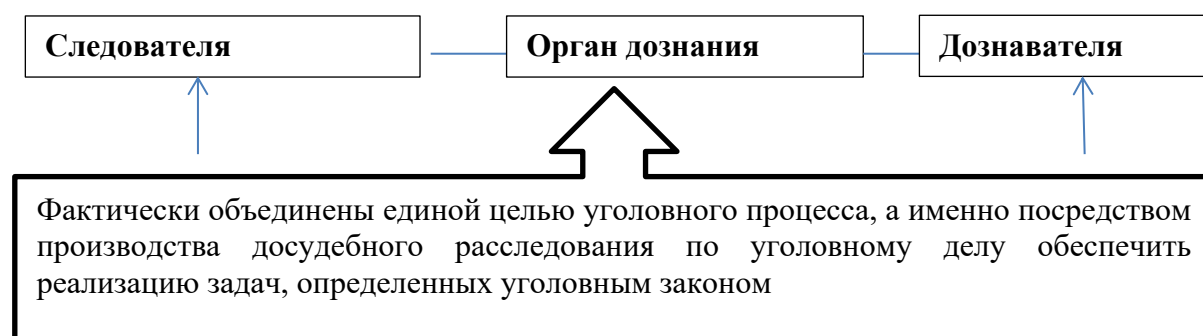 Следователя
Орган дознания
Дознавателя
Фактически объединены единой целью уголовного процесса, а именно посредством
производства досудебного расследования по уголовному делу обеспечить
реализацию задач, определенных уголовным законом